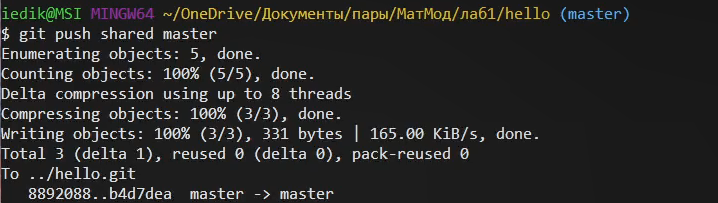 iedik@MSI MINGW64 ~/OneDrive/Документы/пары/МатМод/ла61/hello (master)
$ git push shared master
Enumerating objects: 5, done.
Counting objects: 100% (5/5), done.
Delta compression using up to 8 threads
Compressing objects: 100% (3/3), done.
Writing objects: 100% (3/3), 331 bytes | 165.00 KiB/s, done.
Total 3 (delta 1), reused 0 (delta 0), pack-reused 0
To ../hello.git
   8892088..b4d7dea  master -> master